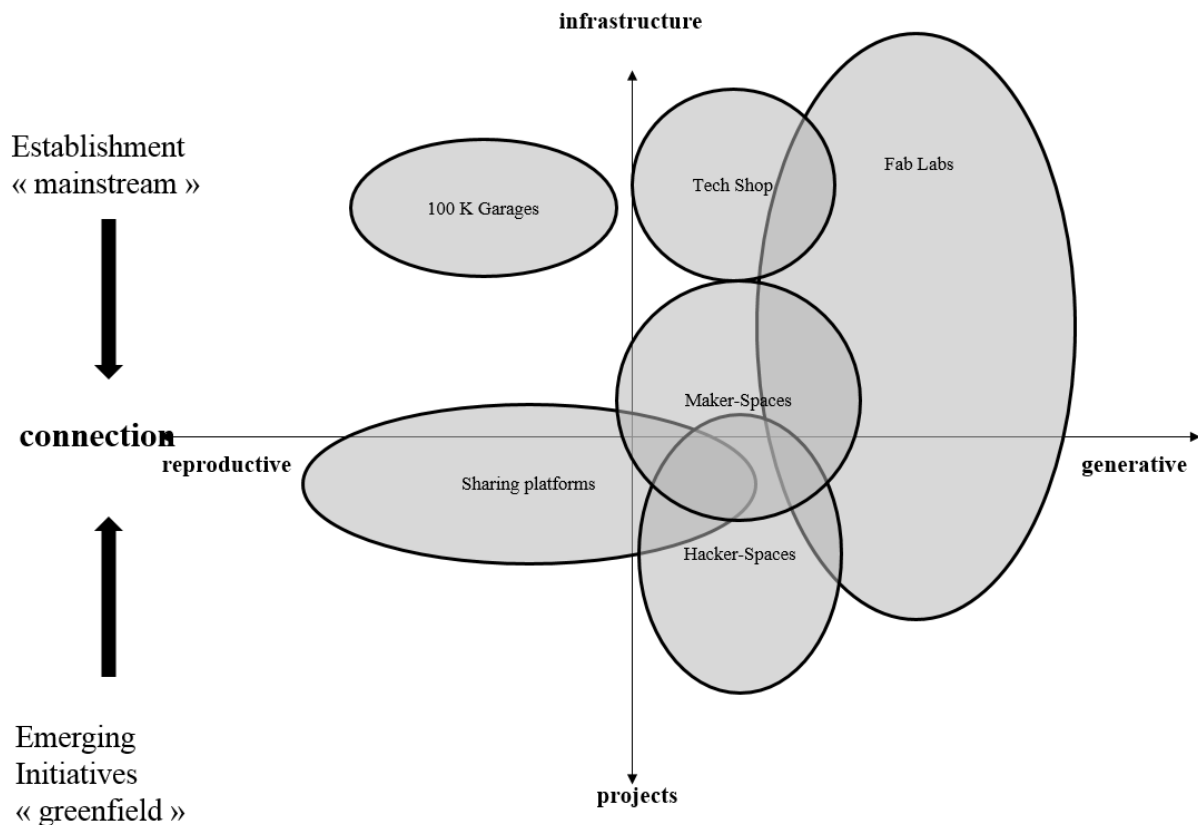 infrastructure
Establishment
« mainstream »
Fab Labs
Tech Shop
100 K Garages
Maker-Spaces
connection
reproductive
generative
Sharing platforms
Hacker-Spaces
Emerging
Initiatives
« greenfield »
projects